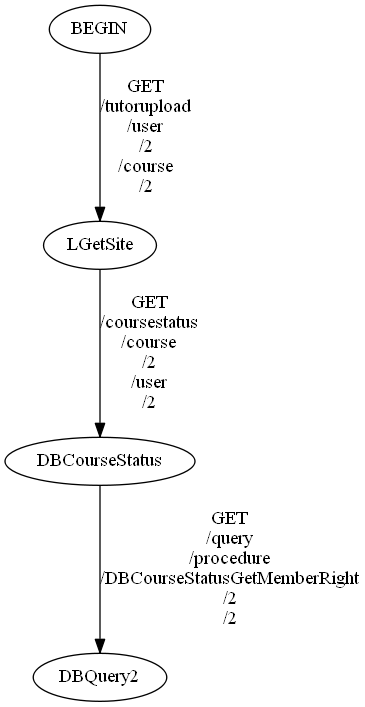 BEGIN
GET
/tutorupload
/user
/2
/course
/2
LGetSite
GET
/coursestatus
/course
/2
/user
/2
DBCourseStatus
GET
/query
/procedure
/DBCourseStatusGetMemberRight
/2
/2
DBQuery2